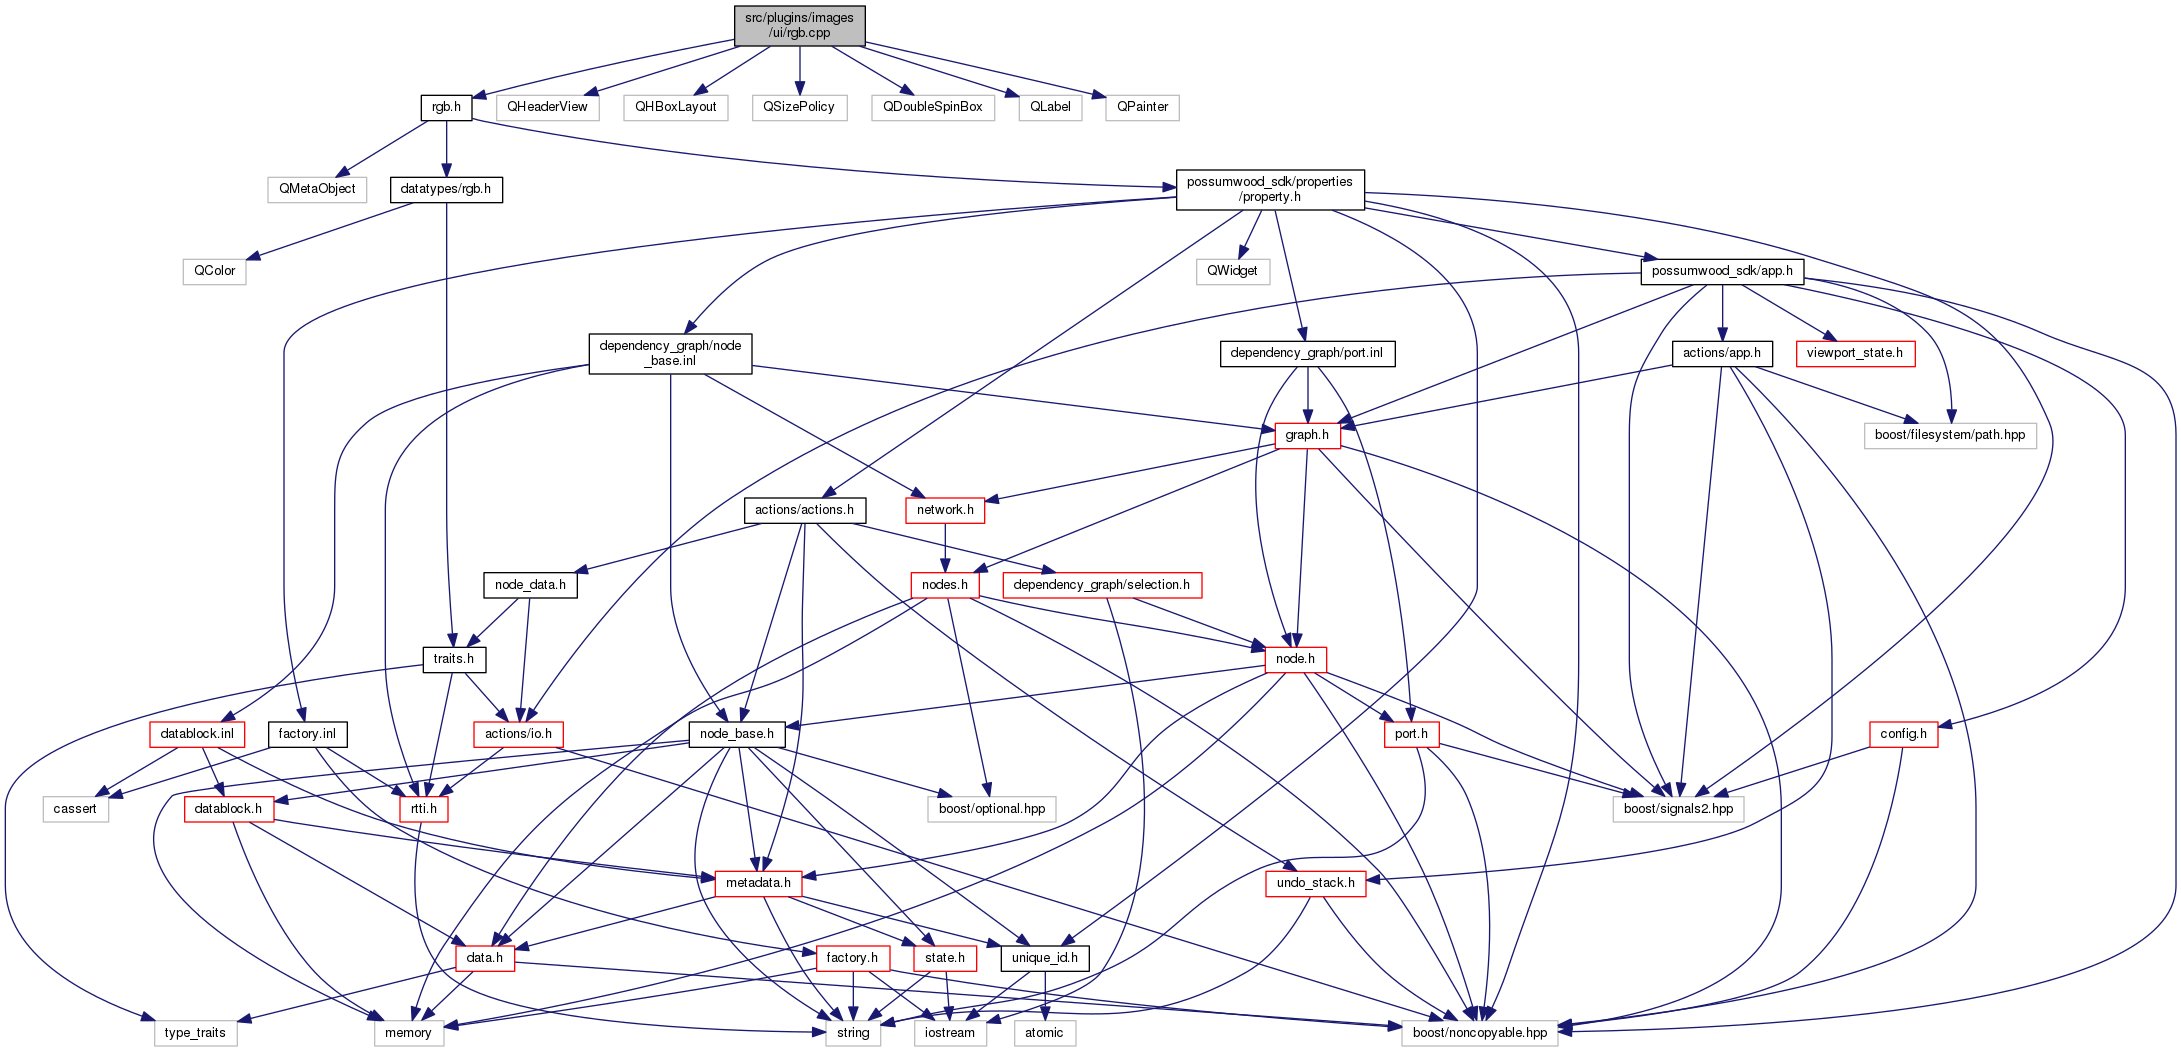 src/plugins/images
/ui/rgb.cpp
rgb.h
QHeaderView
QHBoxLayout
QSizePolicy
QDoubleSpinBox
QLabel
QPainter
QMetaObject
datatypes/rgb.h
possumwood_sdk/properties
/property.h
QColor
QWidget
possumwood_sdk/app.h
dependency_graph/node
_base.inl
dependency_graph/port.inl
actions/app.h
viewport_state.h
graph.h
boost/filesystem/path.hpp
actions/actions.h
network.h
node_data.h
nodes.h
dependency_graph/selection.h
traits.h
node.h
datablock.inl
factory.inl
actions/io.h
node_base.h
port.h
config.h
cassert
datablock.h
rtti.h
boost/optional.hpp
boost/signals2.hpp
metadata.h
undo_stack.h
data.h
factory.h
state.h
unique_id.h
type_traits
memory
string
iostream
atomic
boost/noncopyable.hpp